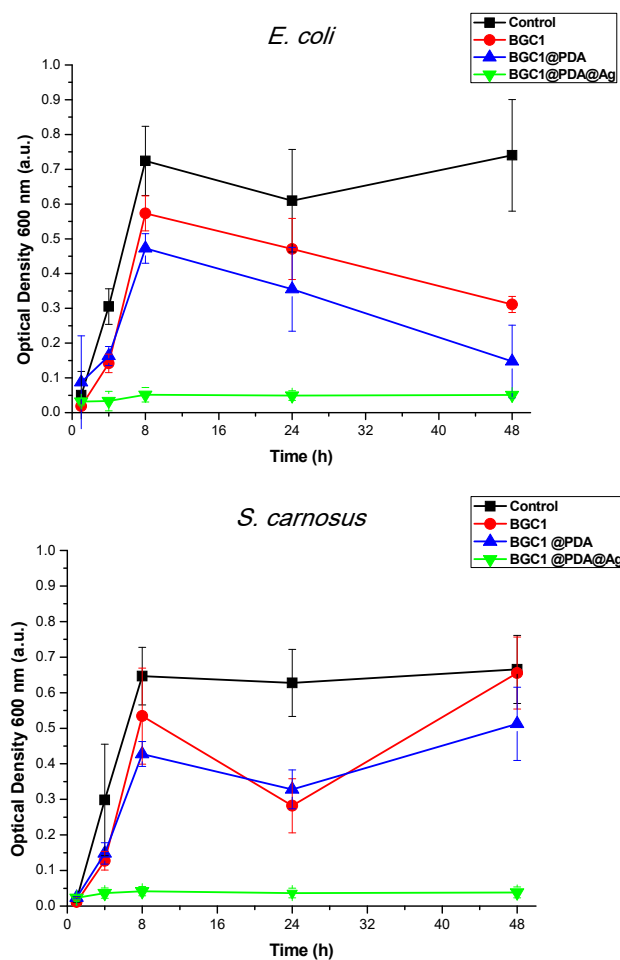 E. coli
Control
BGC1
BGC1@PDA
BGC1@PDA@Ag
Optical Density 600 nm (a.u.)
1.0
0.9
0.8
0.7
0.6
0.5
0.4
0.3
0.2
0.1
0.0
0 8 16 24 32 40 48
Time (h)
S. carnosus
Control
BGC1
BGC1 @PDA
BGC1 @PDA@Ag
Optical Density 600 nm (a.u.)
1.0
0.9
0.8
0.7
0.6
0.5
0.4
0.3
0.2
0.1
0.0
0 8 16 24 32 40 48
Time (h)